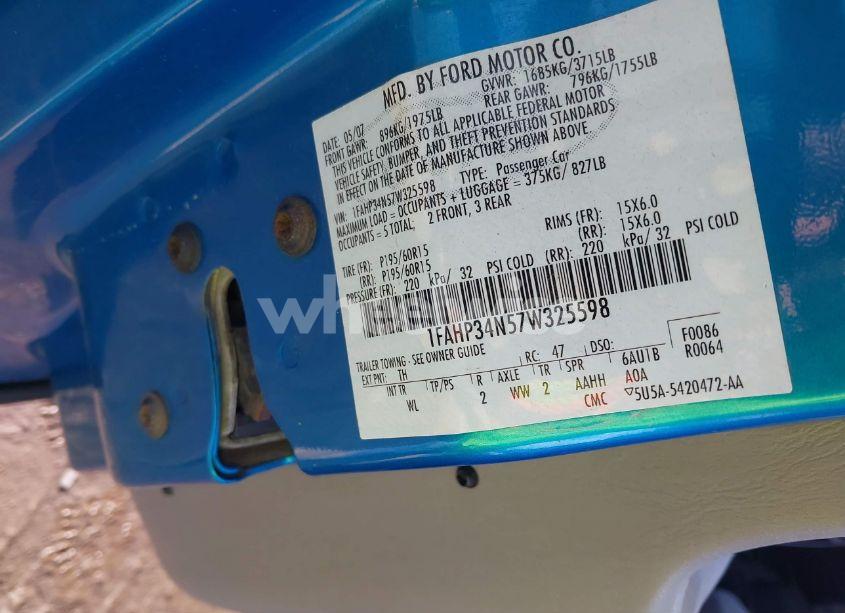 MFD. BY FORD MOTOR CO.
DATE: 05/07 GVWR: 1685KG/3715LB
FRONT GAWR: 896KG/1975LB REAR GAWR: 796KG/1755LB
THIS VEHICLE CONFORMS TO ALL APPLICABLE FEDERAL MOTOR
VEHICLE SAFETY, BUMPER, AND THEFT PREVENTION STANDARDS
IN EFFECT ON THE DATE OF MANUFACTURE SHOWN ABOVE.
VIN: 1FAHP34N57W325598 TYPE: Passenger Car
MAXIMUM LOAD = OCCUPANTS + LUGGAGE = 375KG/ 827LB
OCCUPANTS = 5 TOTAL, 2 FRONT, 3 REAR
TIRE (FR): P195/60R15 RIMS (FR): 15X6.0
(RR): P195/60R15 (RR): 15X6.0
PRESSURE (FR): 220 kPa/ 32 PSI COLD (RR): 220 kPa/ 32 PSI COLD
1FAHP34N57W325598
TRAILER TOWING - SEE OWNER GUIDE
EXT PNT: TH RC: 47 DSO: F0086
INT TR TP/PS R AXLE TR SPR 6AU1B R0064
WL 2 WW 2 AAHH A0A
CMC 5U5A-5420472-AA